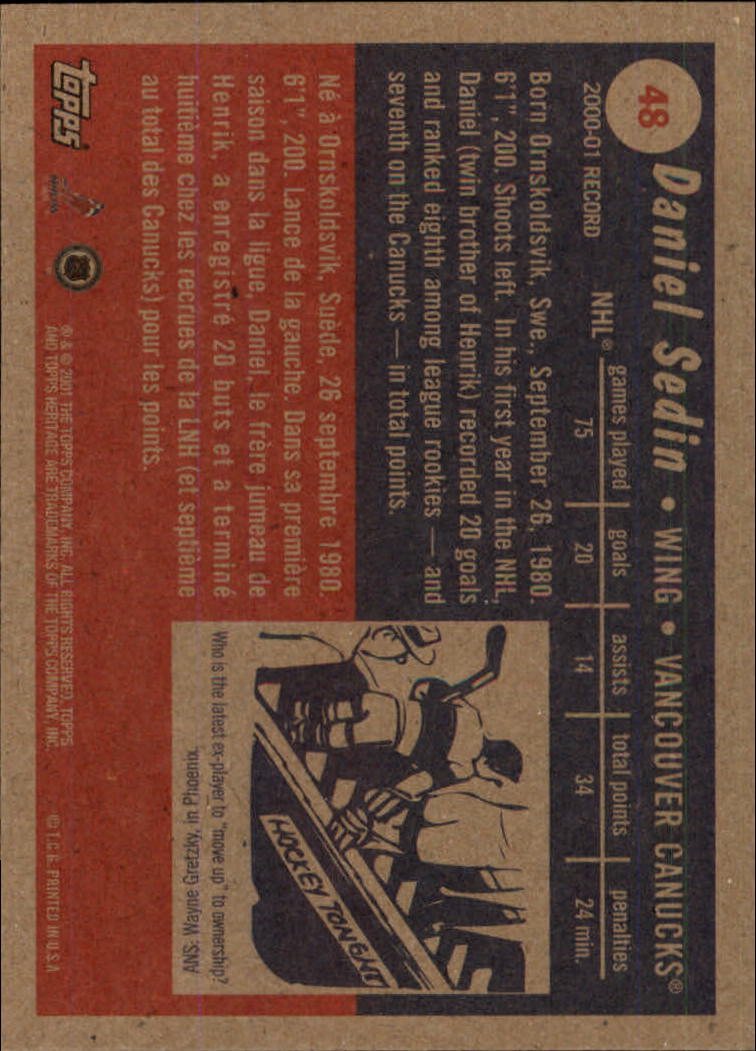 48
Daniel Sedin • WING • VANCOUVER CANUCKS®
2000-01 RECORD
games played goals assists total points penalties
NHL® 75 20 14 34 24 min.
Born Ornskoldsvik, Swe., September 26, 1980.
6'1", 200. Shoots left. In his first year in the NHL,
Daniel (twin brother of Henrik) recorded 20 goals
and ranked eighth among league rookies — and
seventh on the Canucks — in total points.
Né à Ornskoldsvik, Suède, 26 septembre 1980.
6'1", 200. Lance de la gauche. Dans sa première
saison dans la ligue, Daniel, le frère jumeau de
Henrik, a enregistré 20 buts et a terminé
huitième chez les recrues de la LNH (et septième
au total des Canucks) pour les points.
HOCKEY TONIGHT
Who is the latest ex-player to "move up" to ownership?
ANS: Wayne Gretzky, in Phoenix.
TOPPS
NHLPA
® & © 2001 THE TOPPS COMPANY, INC. ALL RIGHTS RESERVED. TOPPS
AND TOPPS HERITAGE ARE TRADEMARKS OF THE TOPPS COMPANY, INC.
© T.C.G. PRINTED IN U.S.A